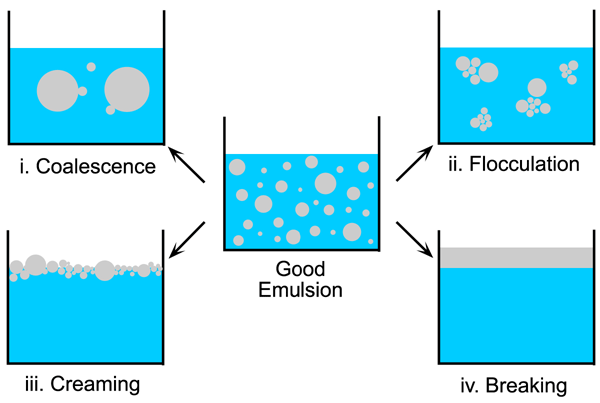 i. Coalescence
ii. Flocculation
Good
Emulsion
iii. Creaming
iv. Breaking